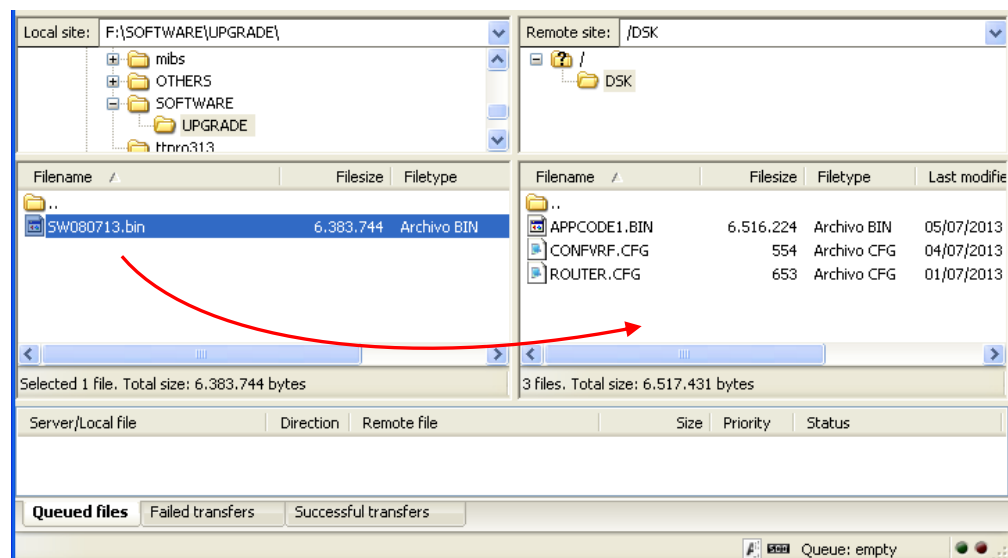 Local site: F:\SOFTWARE\UPGRADE\
mibs
OTHERS
SOFTWARE
UPGRADE
ttpro313
Remote site: /DSK
/
DSK
Filename Filesize Filetype
..
SW080713.bin 6.383.744 Archivo BIN
Selected 1 file. Total size: 6.383.744 bytes
Filename Filesize Filetype Last modifie
..
APPCODE1.BIN 6.516.224 Archivo BIN 05/07/2013
CONFVRF.CFG 554 Archivo CFG 04/07/2013
ROUTER.CFG 653 Archivo CFG 01/07/2013
3 files. Total size: 6.517.431 bytes
Server/Local file Direction Remote file Size Priority Status
Queued files Failed transfers Successful transfers
Queue: empty